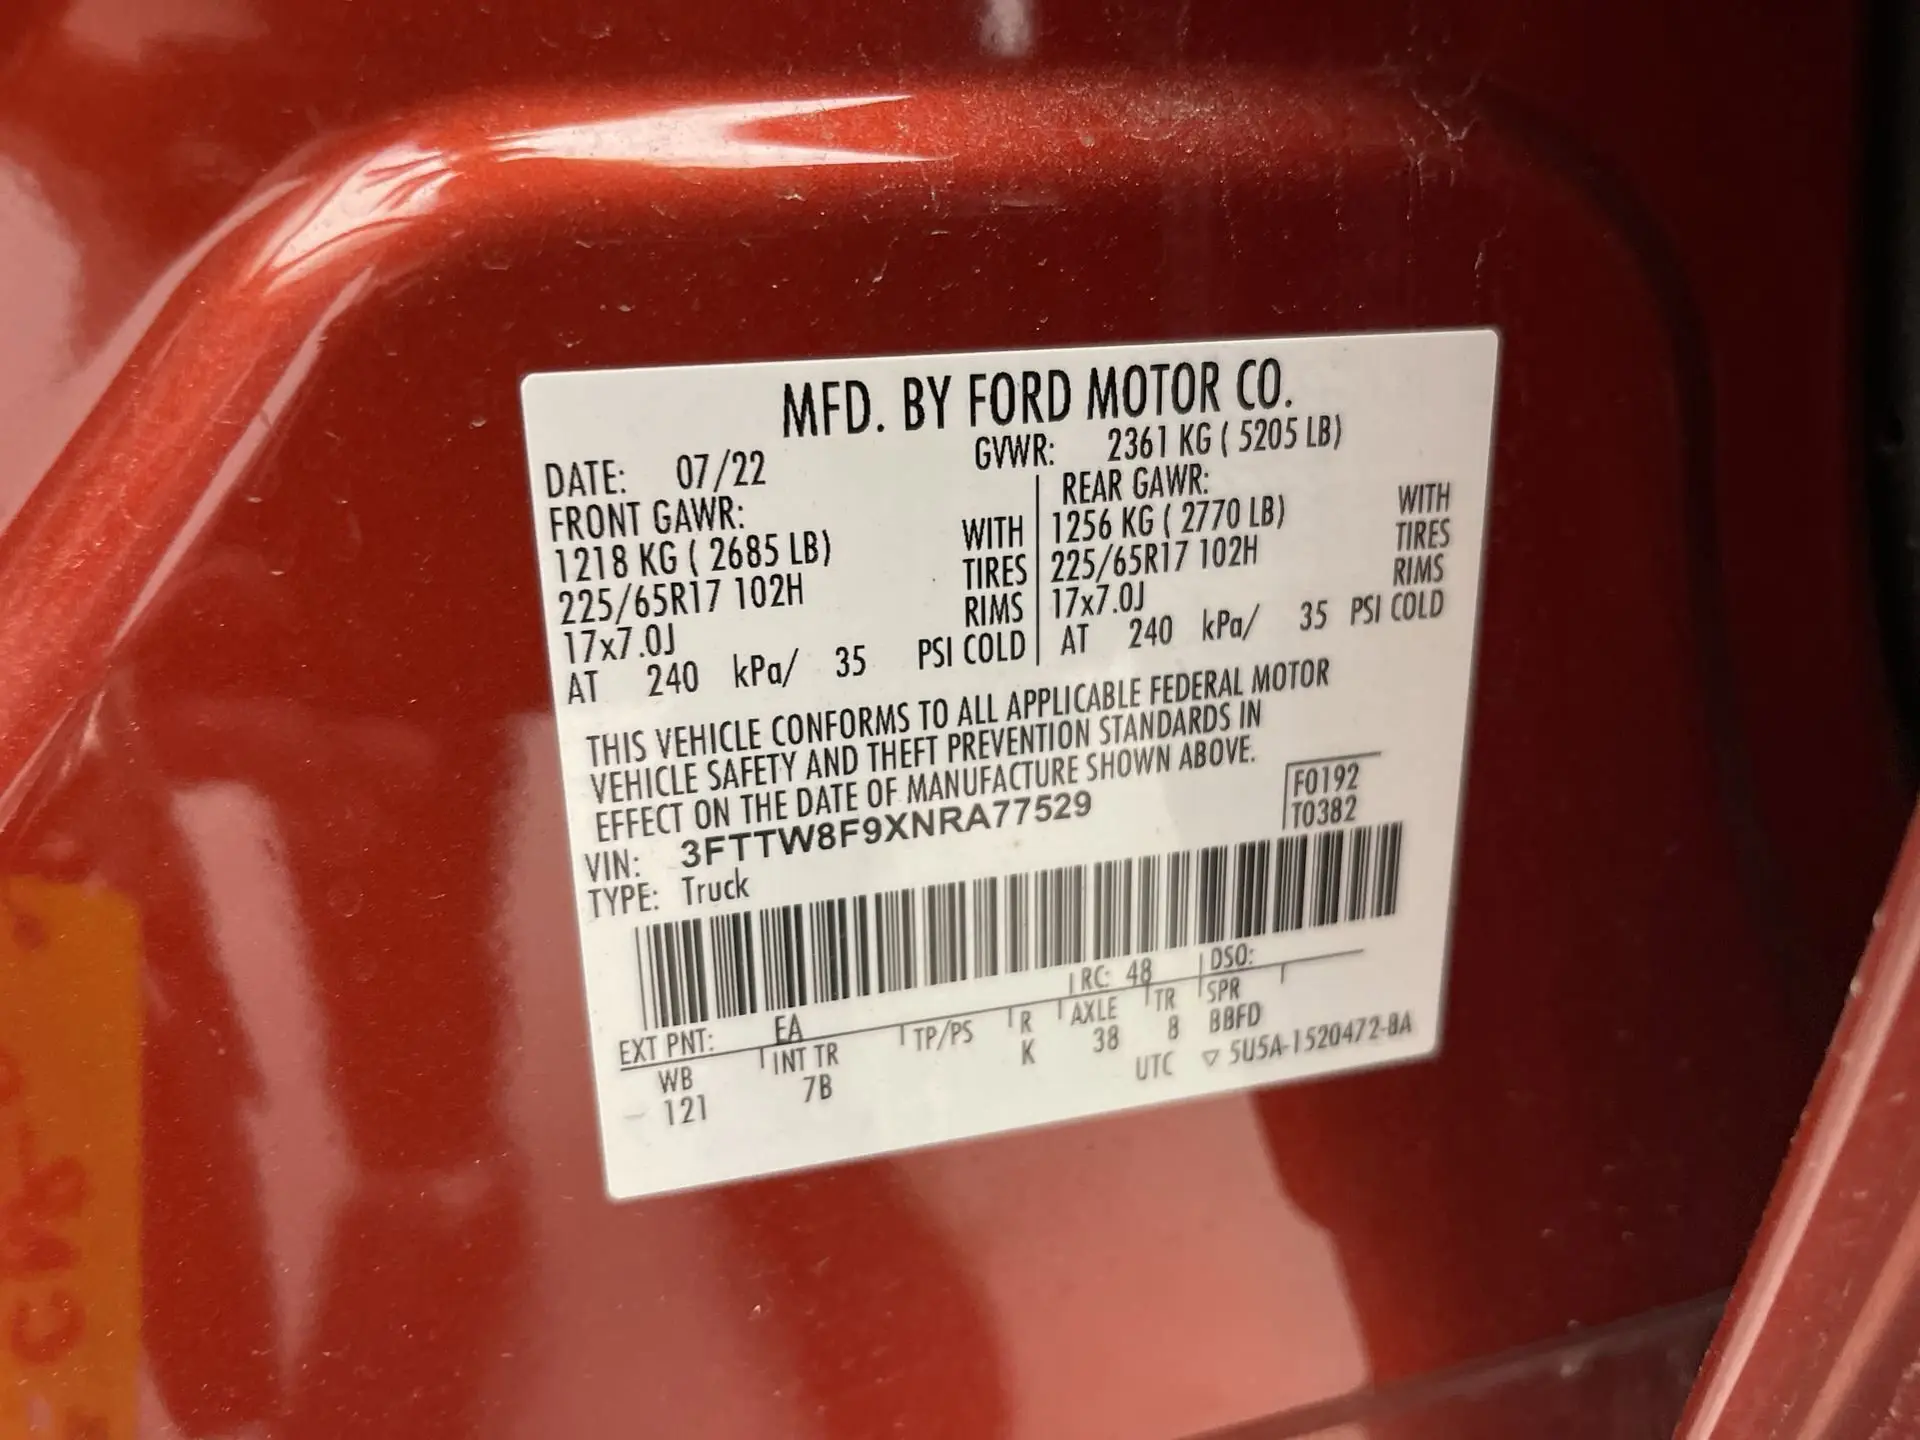 MFD. BY FORD MOTOR CO.
DATE: 07/22 GVWR: 2361 KG ( 5205 LB)
FRONT GAWR: REAR GAWR:
1218 KG ( 2685 LB) WITH 1256 KG ( 2770 LB) WITH
225/65R17 102H TIRES 225/65R17 102H TIRES
17x7.0J RIMS 17x7.0J RIMS
AT 240 kPa/ 35 PSI COLD AT 240 kPa/ 35 PSI COLD
THIS VEHICLE CONFORMS TO ALL APPLICABLE FEDERAL MOTOR
VEHICLE SAFETY AND THEFT PREVENTION STANDARDS IN
EFFECT ON THE DATE OF MANUFACTURE SHOWN ABOVE.
F0192
T0382
VIN: 3FTTW8F9XNRA77529
TYPE: Truck
EXT PNT: EA RC: 48 DSO:
WB INT TR TP/PS R AXLE TR SPR
121 7B K 38 8 BBFD
UTC ▽ 5U5A-1520472-BA